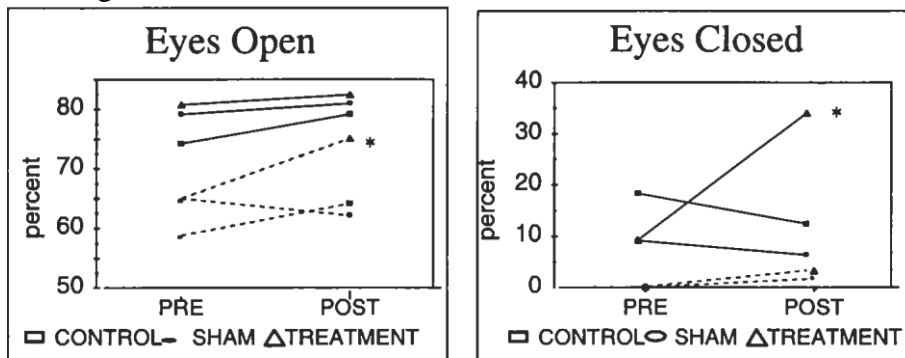 Eyes Open
80
70
60
50
percent
*
PRE POST
CONTROL SHAM TREATMENT
Eyes Closed
40
30
20
10
0
percent
*
PRE POST
CONTROL SHAM TREATMENT